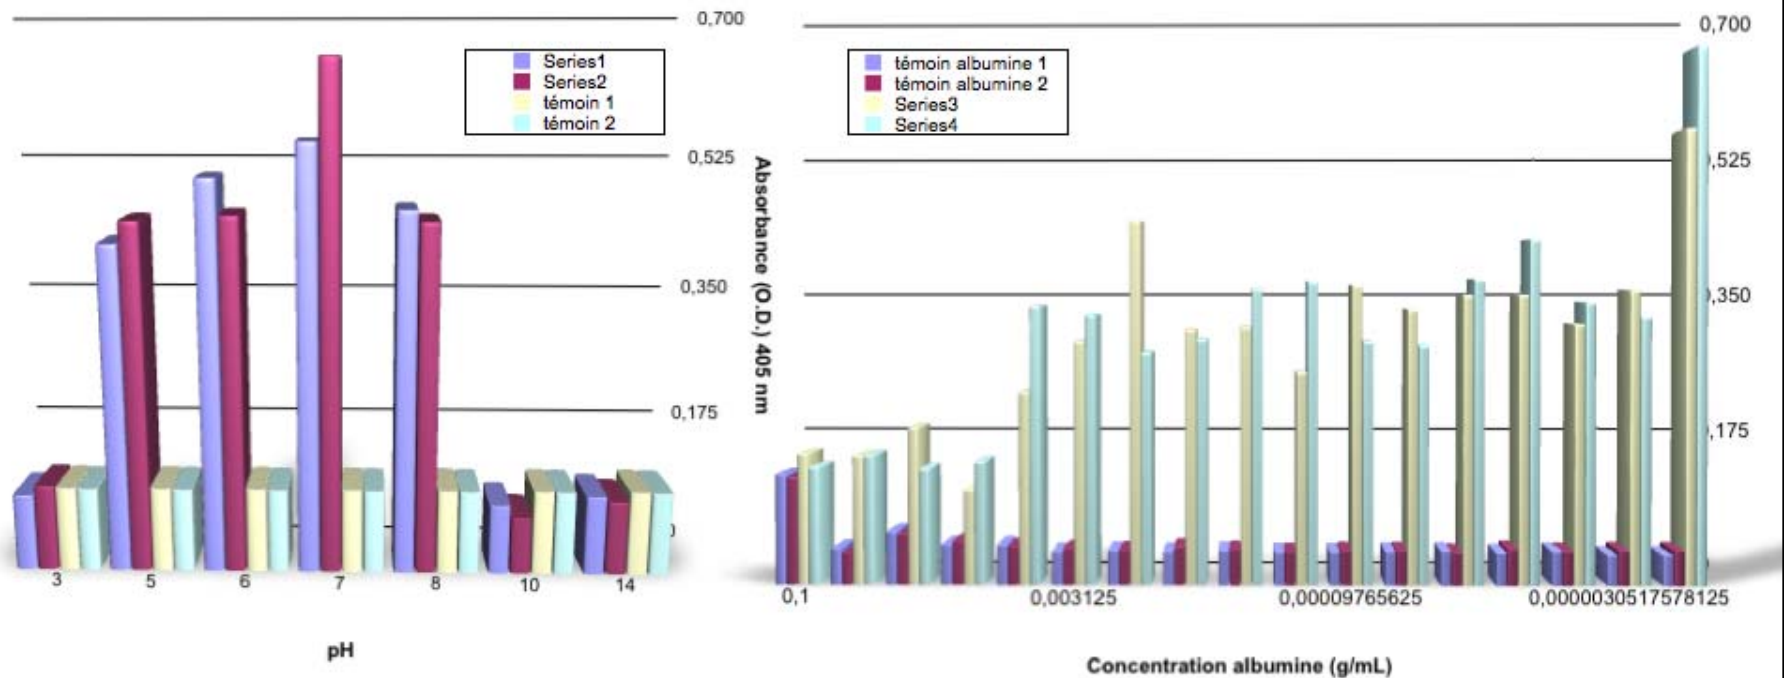 0,700
Series1
Series2
témoin 1
témoin 2
0,525
0,350
0,175
0
3 5 6 7 8 10 14
pH
Absorbance (O.D.) 405 nm
0,700
témoin albumine 1
témoin albumine 2
Series3
Series4
,525
,350
,175
0,1 0,003125 0,00009765625 0,0000030517578125
Concentration albumine (g/mL)